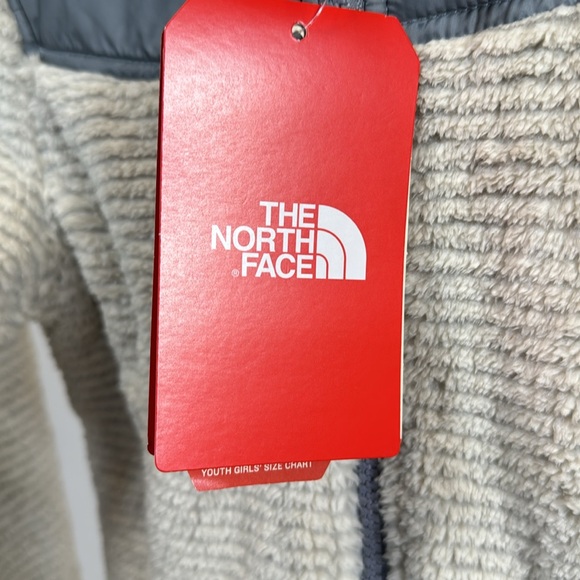 THE
NORTH
® FACE
YOUTH GIRLS' SIZE CHART